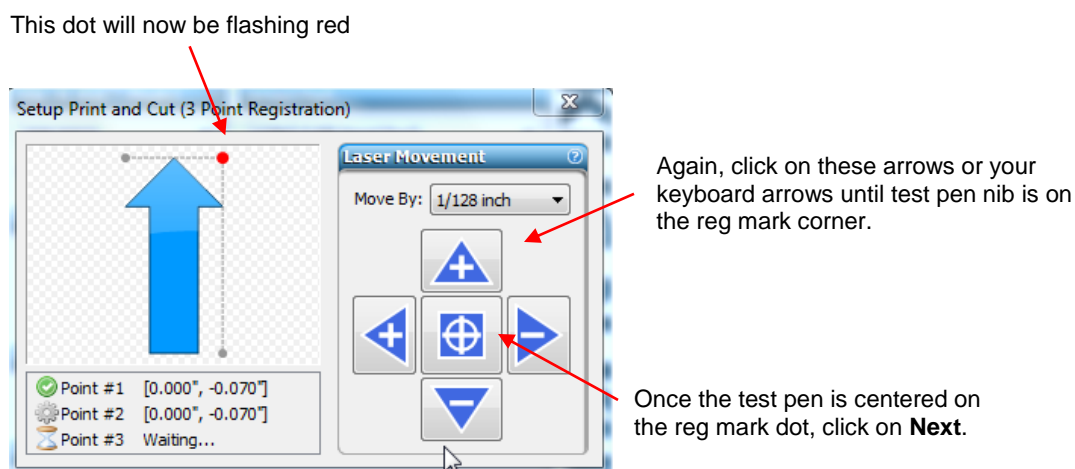 This dot will now be flashing red
Setup Print and Cut (3 Point Registration)
Laser Movement
Move By: 1/128 inch
Point #1 [0.000", -0.070"]
Point #2 [0.000", -0.070"]
Point #3 Waiting...
Again, click on these arrows or your
keyboard arrows until test pen nib is on
the reg mark corner.
Once the test pen is centered on
the reg mark dot, click on Next.